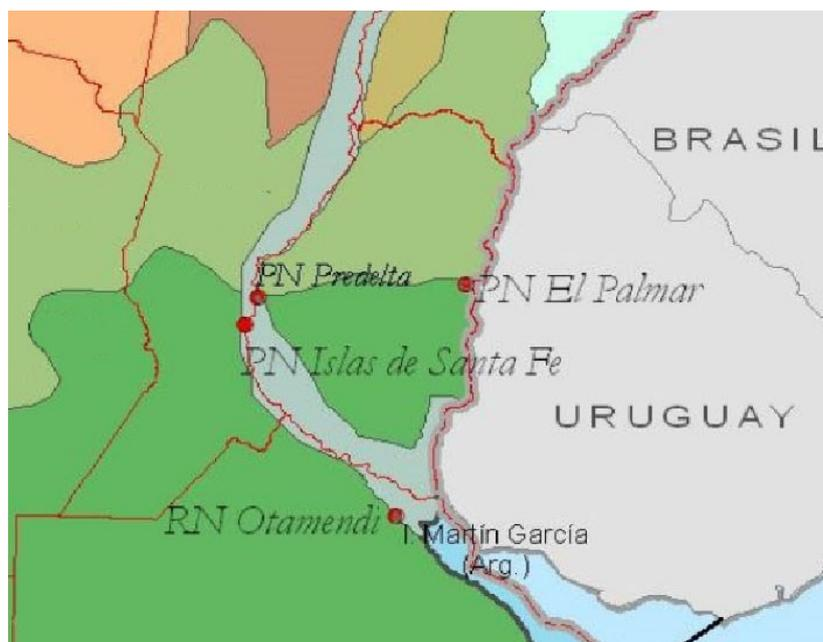 BRASIL
PN Predelta
PN El Palmar
PN Islas de Santa Fe
URUGUAY
RN Otamendi
I. Martín García
(Arg.)